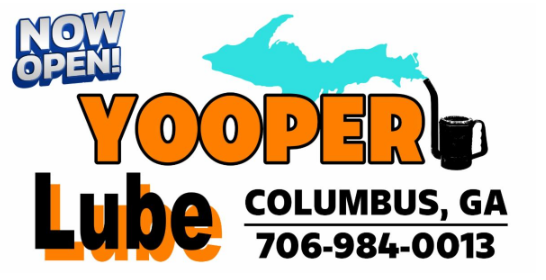 NOW
OPEN!
YOOPER
Lube
COLUMBUS, GA
706-984-0013